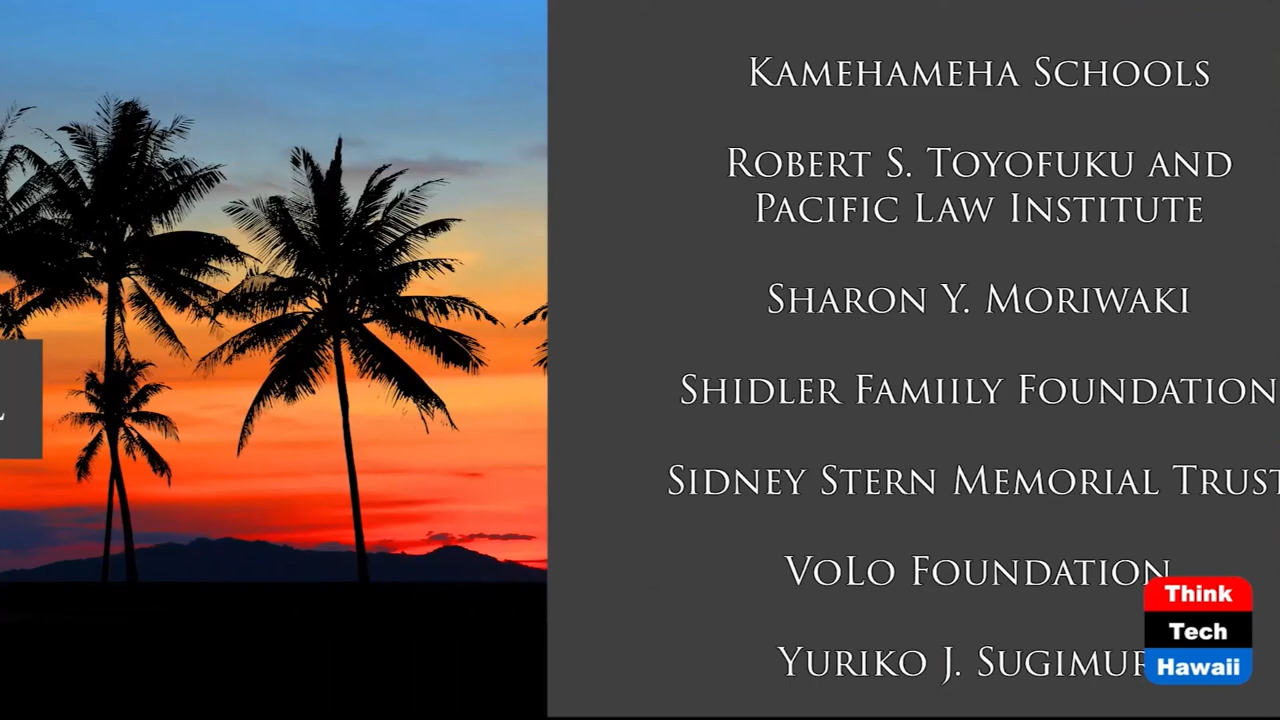 Kamehameha Schools
Robert S. Toyofuku and
Pacific Law Institute
Sharon Y. Moriwaki
Shidler Famiily Foundation
Sidney Stern Memorial Trust
VoLo Foundation
Yuriko J.
Think
Tech
Hawaii